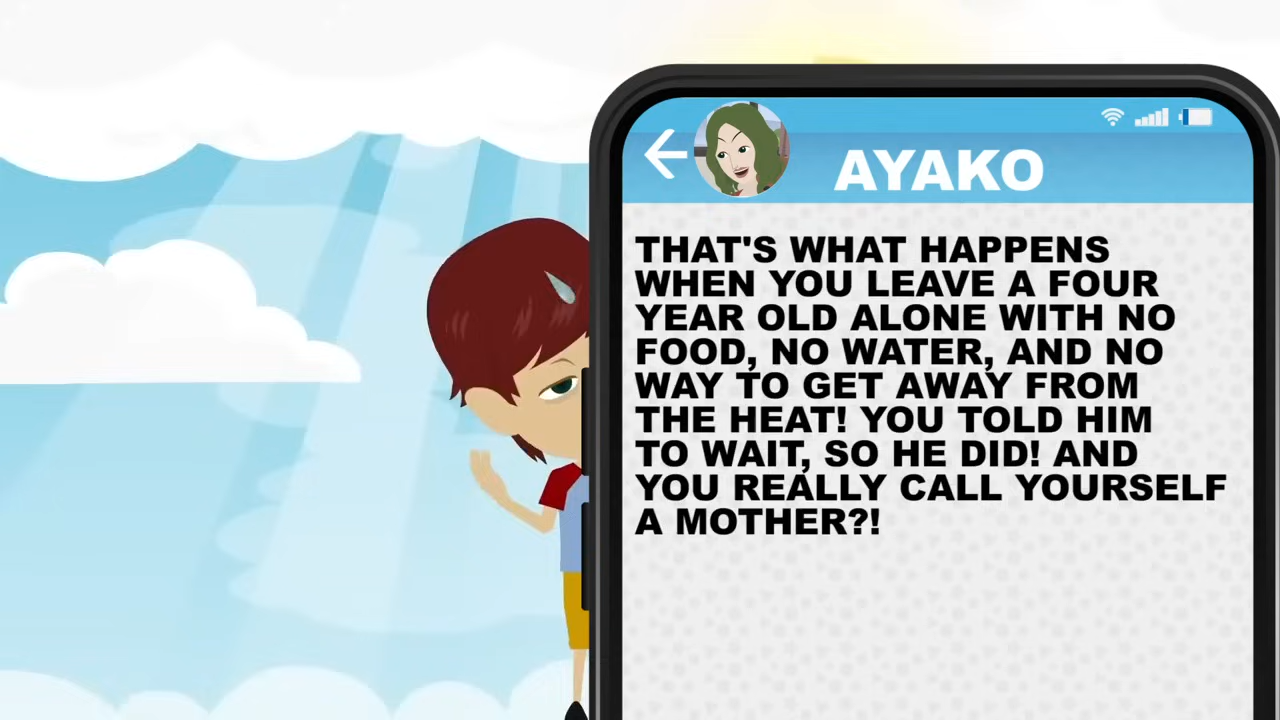 AYAKO
THAT'S WHAT HAPPENS
WHEN YOU LEAVE A FOUR
YEAR OLD ALONE WITH NO
FOOD, NO WATER, AND NO
WAY TO GET AWAY FROM
THE HEAT! YOU TOLD HIM
TO WAIT, SO HE DID! AND
YOU REALLY CALL YOURSELF
A MOTHER?!